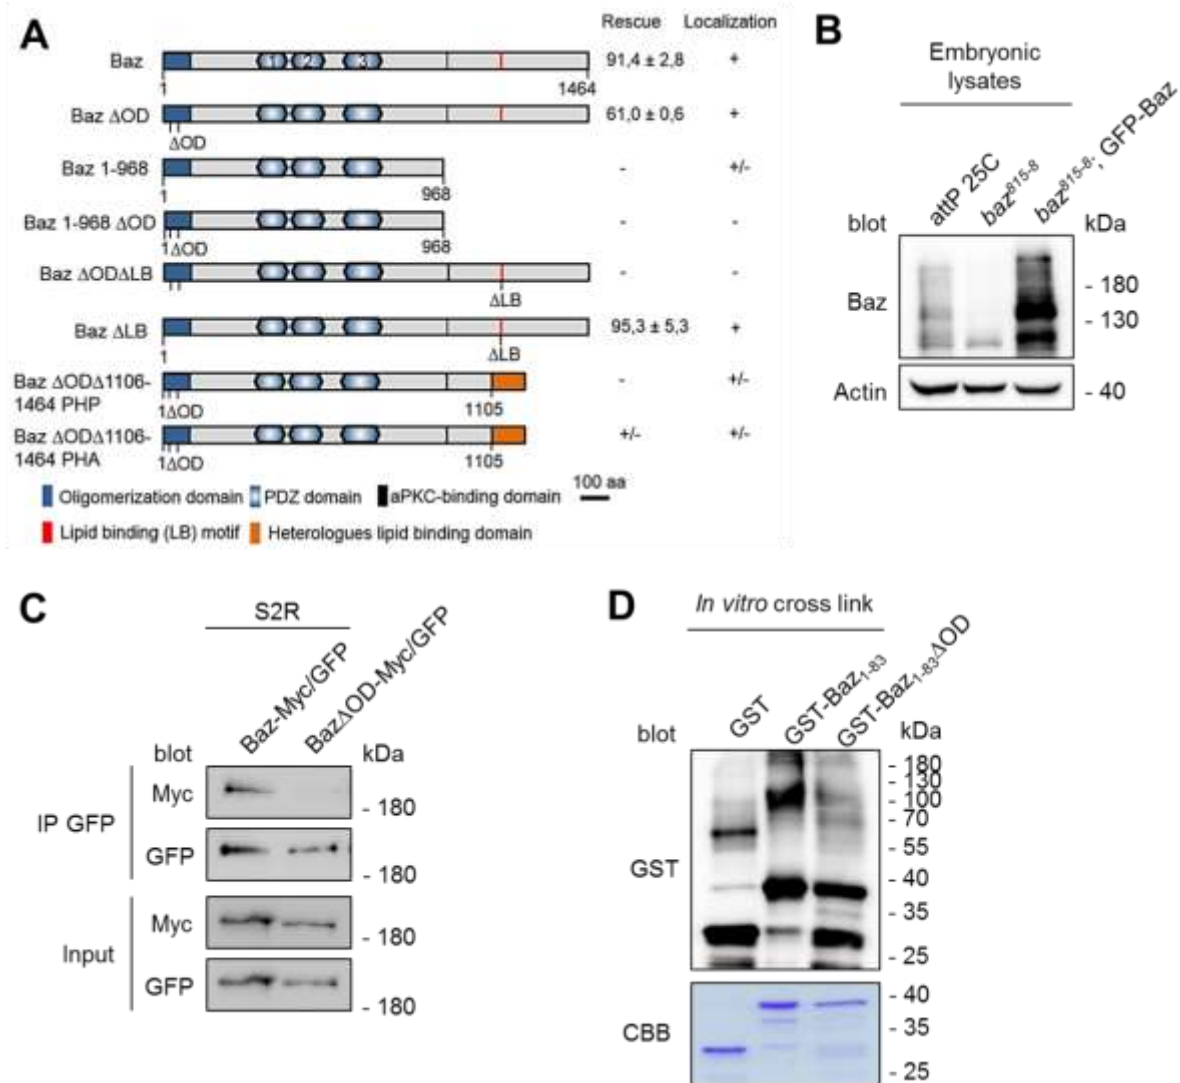 A
Rescue Localization
Baz 1 2 3 91,4 ± 2,8 +
1 1464
Baz ΔOD 61,0 ± 0,6 +
ΔOD
Baz 1-968 - +/-
1 968
Baz 1-968 ΔOD - -
1ΔOD 968
Baz ΔODΔLB - -
ΔLB
Baz ΔLB 95,3 ± 5,3 +
1 ΔLB
Baz ΔODΔ1106-
1464 PHP - +/-
1ΔOD 1105
Baz ΔODΔ1106-
1464 PHA +/- +/-
1ΔOD 1105
100 aa
Oligomerization domain PDZ domain aPKC-binding domain
Lipid binding (LB) motif Heterologues lipid binding domain
B
Embryonic
lysates
attP 25C
baz815-8
baz815-8-, GFP-Baz
blot kDa
Baz
- 180
- 130
Actin - 40
C
S2R
Baz-Myc/GFP
BazΔOD-Myc/GFP
blot kDa
IP GFP
Myc - 180
GFP - 180
Input
Myc - 180
GFP - 180
D
In vitro cross link
GST
GST-Baz1-83
GST-Baz1-83ΔOD
blot kDa
- 180
- 130
- 100
- 70
- 55
GST
- 40
- 35
- 25
CBB
- 40
- 35
- 25